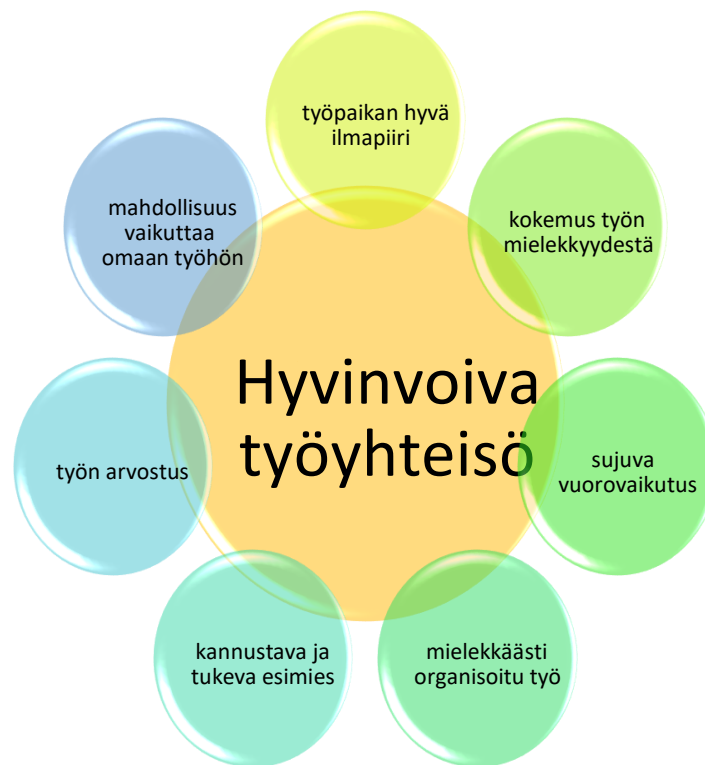 työpaikan hyvä
ilmapiiri
kokemus työn
mielekkyydestä
sujuva
vuorovaikutus
mielekkäästi
organisoitu työ
kannustava ja
tukeva esimies
työn arvostus
mahdollisuus
vaikuttaa
omaan työhön
Hyvinvoiva
työyhteisö